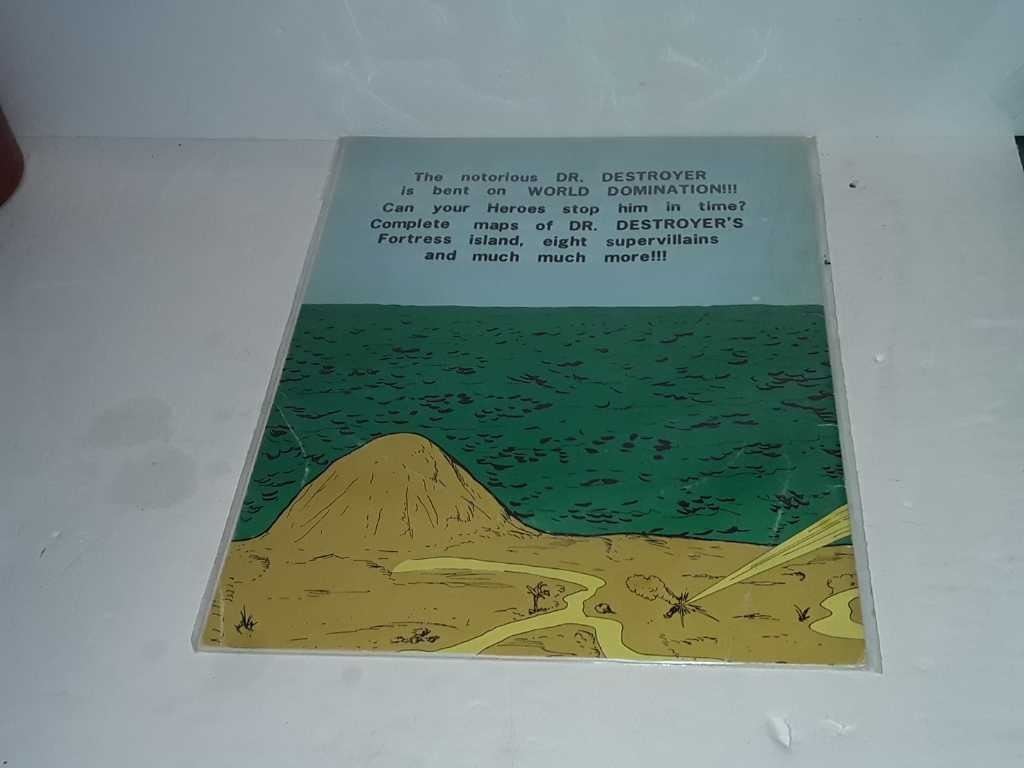 The notorious DR. DESTROYER
is bent on WORLD DOMINATION!!!
Can your Heroes stop him in time?
Complete maps of DR. DESTROYER'S
Fortress island, eight supervillains
and much much more!!!